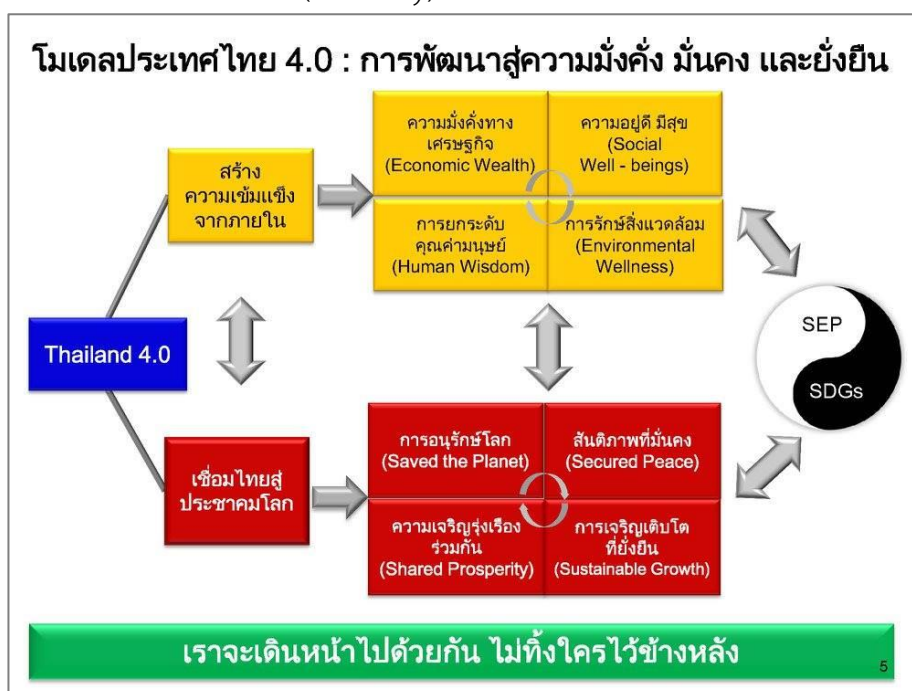 โมเดลประเทศไทย 4.0 : การพัฒนาสู่ความมั่งคั่ง มั่นคง และยั่งยืน
สร้าง
ความเข้มแข็ง
จากภายใน
ความมั่งคั่งทาง
เศรษฐกิจ
(Economic Wealth)
ความอยู่ดี มีสุข
(Social
Well - beings)
การยกระดับ
คุณค่ามนุษย์
(Human Wisdom)
การรักษ์สิ่งแวดล้อม
(Environmental
Wellness)
Thailand 4.0
SEP
SDGs
เชื่อมไทยสู่
ประชาคมโลก
การอนุรักษ์โลก
(Saved the Planet)
สันติภาพที่มั่นคง
(Secured Peace)
ความเจริญรุ่งเรือง
ร่วมกัน
(Shared Prosperity)
การเจริญเติบโต
ที่ยั่งยืน
(Sustainable Growth)
เราจะเดินหน้าไปด้วยกัน ไม่ทิ้งใครไว้ข้างหลัง
5